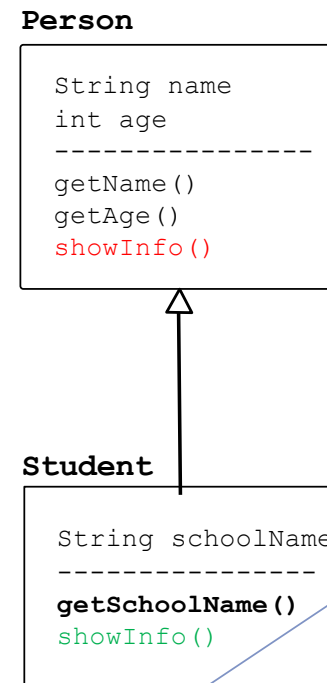 Person
String name
int age
----------------
getName()
getAge()
showInfo()
Student
String schoolName
----------------
getSchoolName()
showInfo()